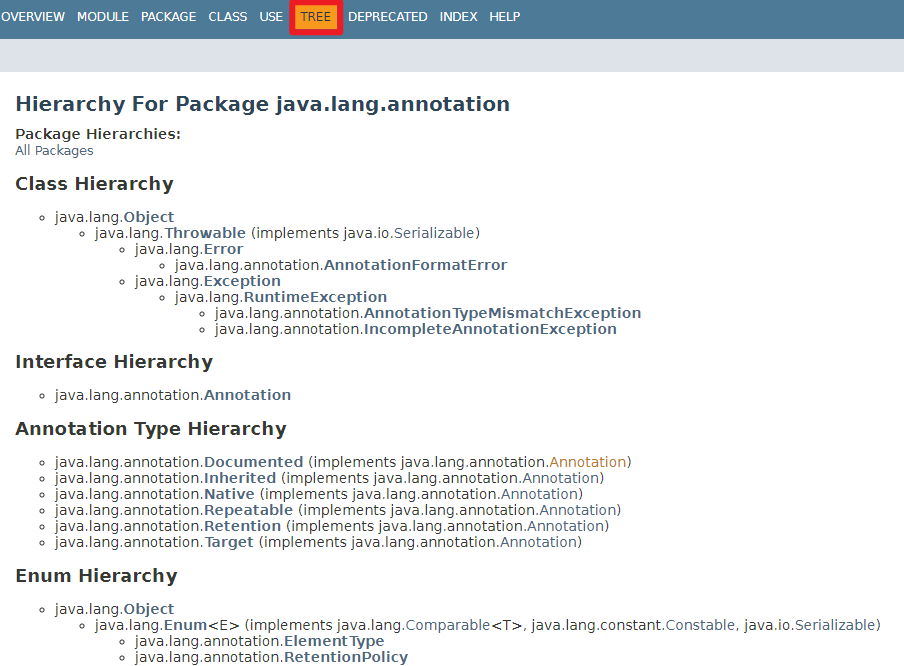 OVERVIEW MODULE PACKAGE CLASS USE TREE DEPRECATED INDEX HELP
Hierarchy For Package java.lang.annotation
Package Hierarchies:
All Packages
Class Hierarchy
java.lang.Object
java.lang.Throwable (implements java.io.Serializable)
java.lang.Error
java.lang.annotation.AnnotationFormatError
java.lang.Exception
java.lang.RuntimeException
java.lang.annotation.AnnotationTypeMismatchException
java.lang.annotation.IncompleteAnnotationException
Interface Hierarchy
java.lang.annotation.Annotation
Annotation Type Hierarchy
java.lang.annotation.Documented (implements java.lang.annotation.Annotation)
java.lang.annotation.Inherited (implements java.lang.annotation.Annotation)
java.lang.annotation.Native (implements java.lang.annotation.Annotation)
java.lang.annotation.Repeatable (implements java.lang.annotation.Annotation)
java.lang.annotation.Retention (implements java.lang.annotation.Annotation)
java.lang.annotation.Target (implements java.lang.annotation.Annotation)
Enum Hierarchy
java.lang.Object
java.lang.Enum<E> (implements java.lang.Comparable<T>, java.lang.constant.Constable, java.io.Serializable)
java.lang.annotation.ElementType
java.lang.annotation.RetentionPolicy